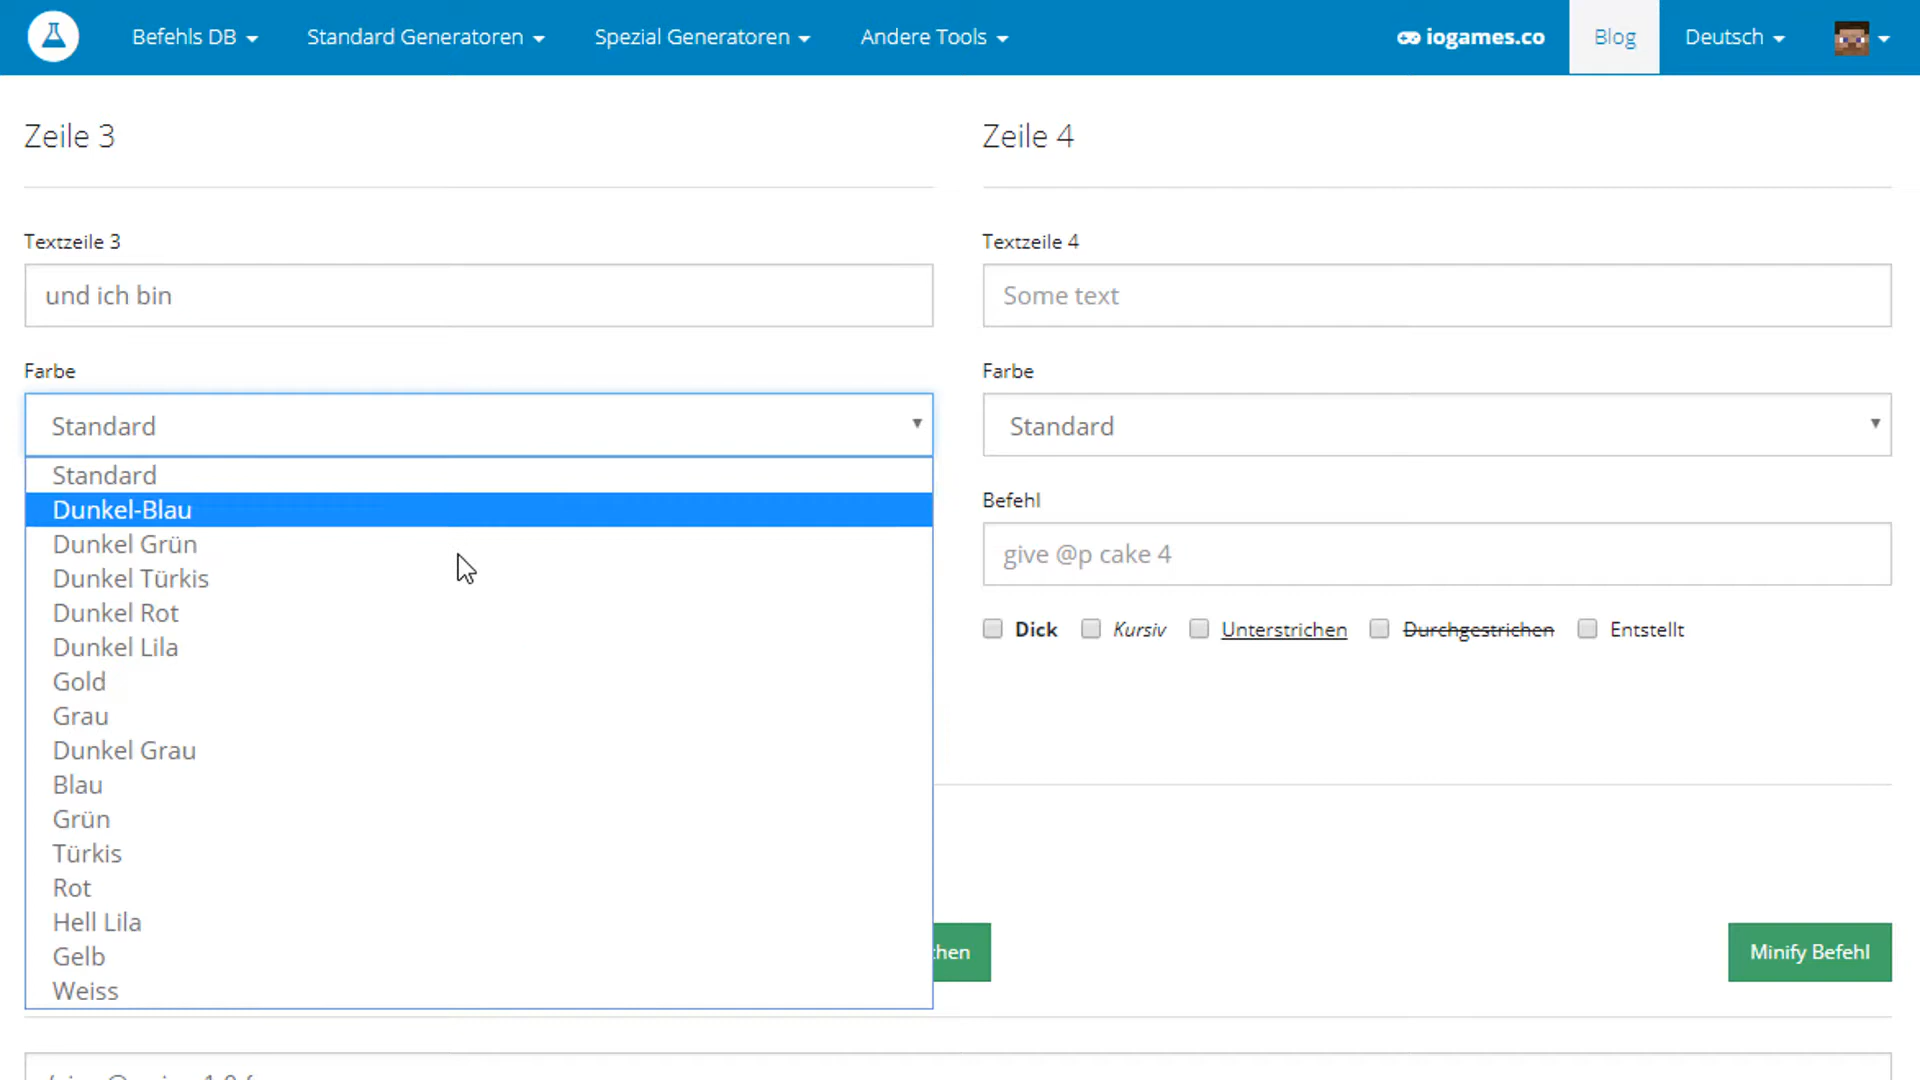 Befehls DB
Standard Generatoren
Spezial Generatoren
Andere Tools
iogames.co
Blog
Deutsch
Zeile 3
Textzeile 3
und ich bin
Farbe
Standard
Standard
Dunkel-Blau
Dunkel Grün
Dunkel Türkis
Dunkel Rot
Dunkel Lila
Gold
Grau
Dunkel Grau
Blau
Grün
Türkis
Rot
Hell Lila
Gelb
Weiss
Zeile 4
Textzeile 4
Some text
Farbe
Standard
Befehl
give @p cake 4
Dick Kursiv Unterstrichen Durchgestrichen Entstellt
Minify Befehl